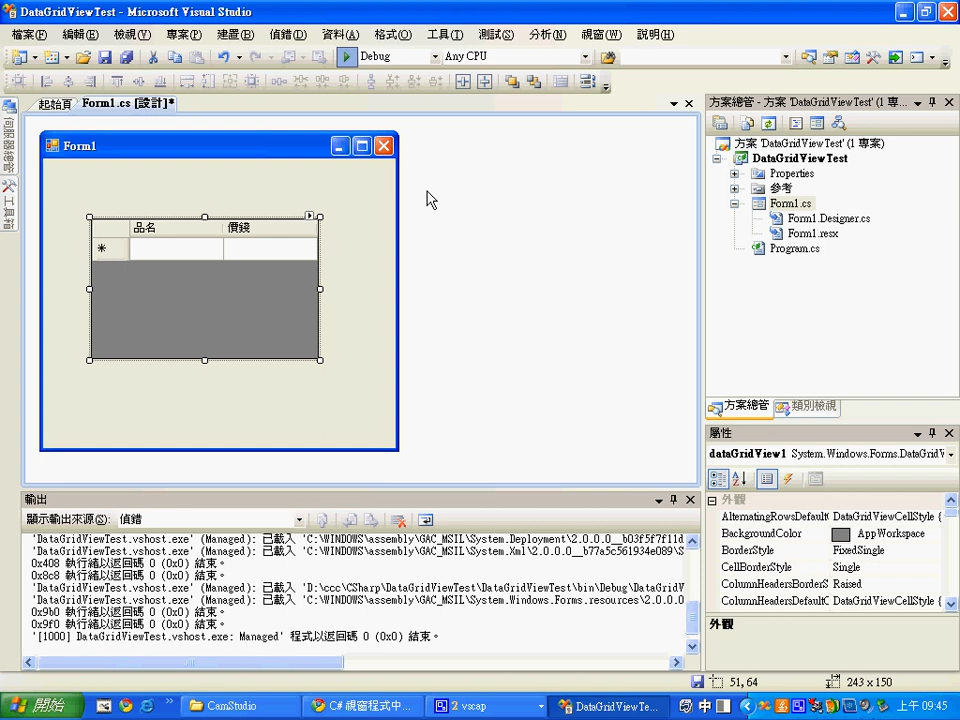 DataGridViewTest - Microsoft Visual Studio
檔案(F) 編輯(E) 檢視(V) 專案(P) 建置(B) 偵錯(D) 資料(A) 格式(O) 工具(T) 測試(S) 分析(N) 視窗(W) 說明(H)
Debug Any CPU
起始頁 Form1.cs [設計]*
伺服器總管
工具箱
Form1
品名 價錢
方案總管 - 方案 'DataGridViewTest' (1 專...
方案 'DataGridViewTest' (1 專案)
DataGridViewTest
Properties
參考
Form1.cs
Form1.Designer.cs
Form1.resx
Program.cs
方案總管 類別檢視
屬性
dataGridView1 System.Windows.Forms.DataGridV
外觀
AlternatingRowsDefault DataGridViewCellStyle {
BackgroundColor AppWorkspace
BorderStyle FixedSingle
CellBorderStyle Single
ColumnHeadersBorderS Raised
ColumnHeadersDefault DataGridViewCellStyle {
外觀
輸出
顯示輸出來源(S): 偵錯
'DataGridViewTest.vshost.exe' (Managed): 已載入 'C:\WINDOWS\assembly\GAC_MSIL\System.Deployment\2.0.0.0__b03f5f7f11d
'DataGridViewTest.vshost.exe' (Managed): 已載入 'C:\WINDOWS\assembly\GAC_MSIL\System.Xml\2.0.0.0__b77a5c561934e089\S
0x408 執行緒以返回碼 0 (0x0) 結束。
0x8c8 執行緒以返回碼 0 (0x0) 結束。
'DataGridViewTest.vshost.exe' (Managed): 已載入 'D:\ccc\CSharp\DataGridViewTest\DataGridViewTest\bin\Debug\DataGridV
'DataGridViewTest.vshost.exe' (Managed): 已載入 'C:\WINDOWS\assembly\GAC_MSIL\System.Windows.Forms.resources\2.0.0.0
0x9b0 執行緒以返回碼 0 (0x0) 結束。
0x9f0 執行緒以返回碼 0 (0x0) 結束。
'[1000] DataGridViewTest.vshost.exe: Managed' 程式以返回碼 0 (0x0) 結束。
51,64 243 x 150
開始 CamStudio C# 視窗程式中... 2 vscap DataGridViewTe... 中 上午 09:45